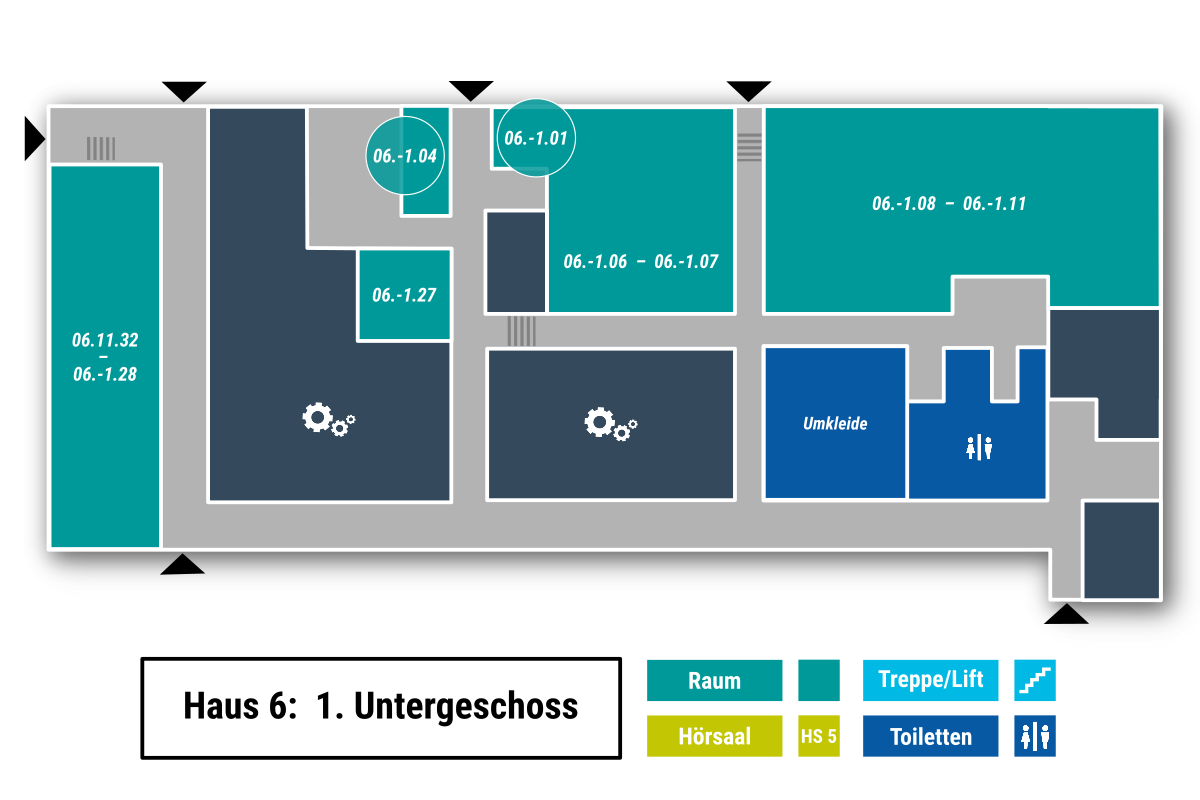 06.-1.04
06.-1.01
06.-1.08 – 06.-1.11
06.-1.06 – 06.-1.07
06.-1.27
06.11.32
–
06.-1.28
Umkleide
Haus 6: 1. Untergeschoss
Raum
Treppe/Lift
Hörsaal
HS 5
Toiletten